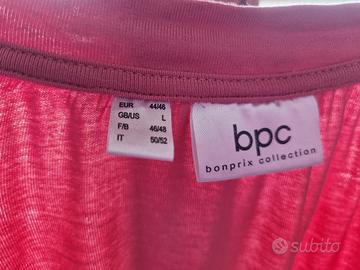 EUR 44/46
GB/US L
F/B 46/48
IT 50/52
bpc
bonprix collection
subito